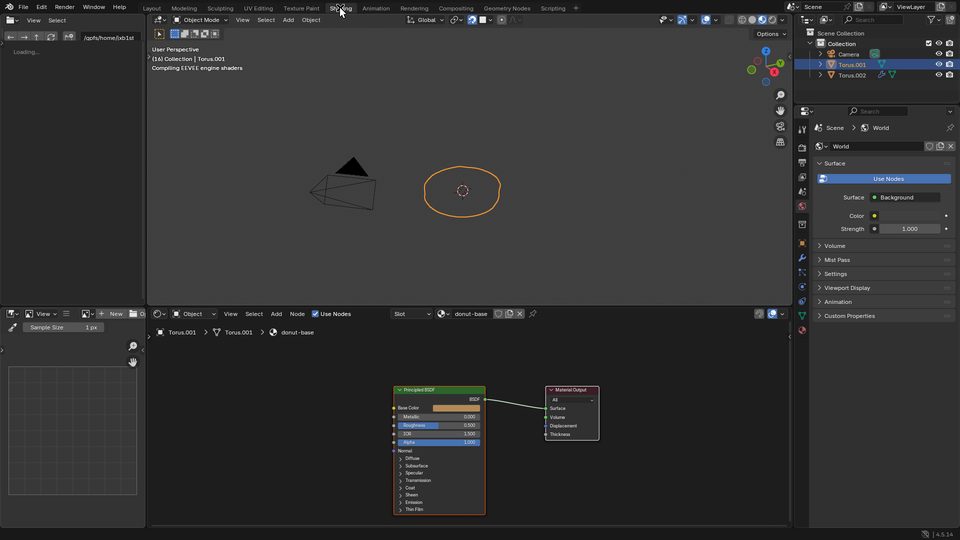 File Edit Render Window Help Layout Modeling Sculpting UV Editing Texture Paint Shading Animation Rendering Compositing Geometry Nodes Scripting Scene ViewLayer
View Select
/gpfs/home/jxb1st
Loading...
Object Mode View Select Add Object Global
Options
User Perspective
(16) Collection | Torus.001
Compiling EEVEE engine shaders
Z
Y
X
Search
Scene Collection
Collection
Camera
Torus.001
Torus.002
Search
Scene World
World
Surface
Use Nodes
Surface Background
Color
Strength 1.000
Volume
Mist Pass
Settings
Viewport Display
Animation
Custom Properties
View New
Sample Size 1 px
Object View Select Add Node Use Nodes Slot donut-base
Torus.001 Torus.001 donut-base
Principled BSDF
BSDF
Base Color
Metallic 0.000
Roughness 0.500
IOR 1.500
Alpha 1.000
Normal
Diffuse
Subsurface
Specular
Transmission
Coat
Sheen
Emission
Thin Film
Material Output
All
Surface
Volume
Displacement
Thickness
4.5.14